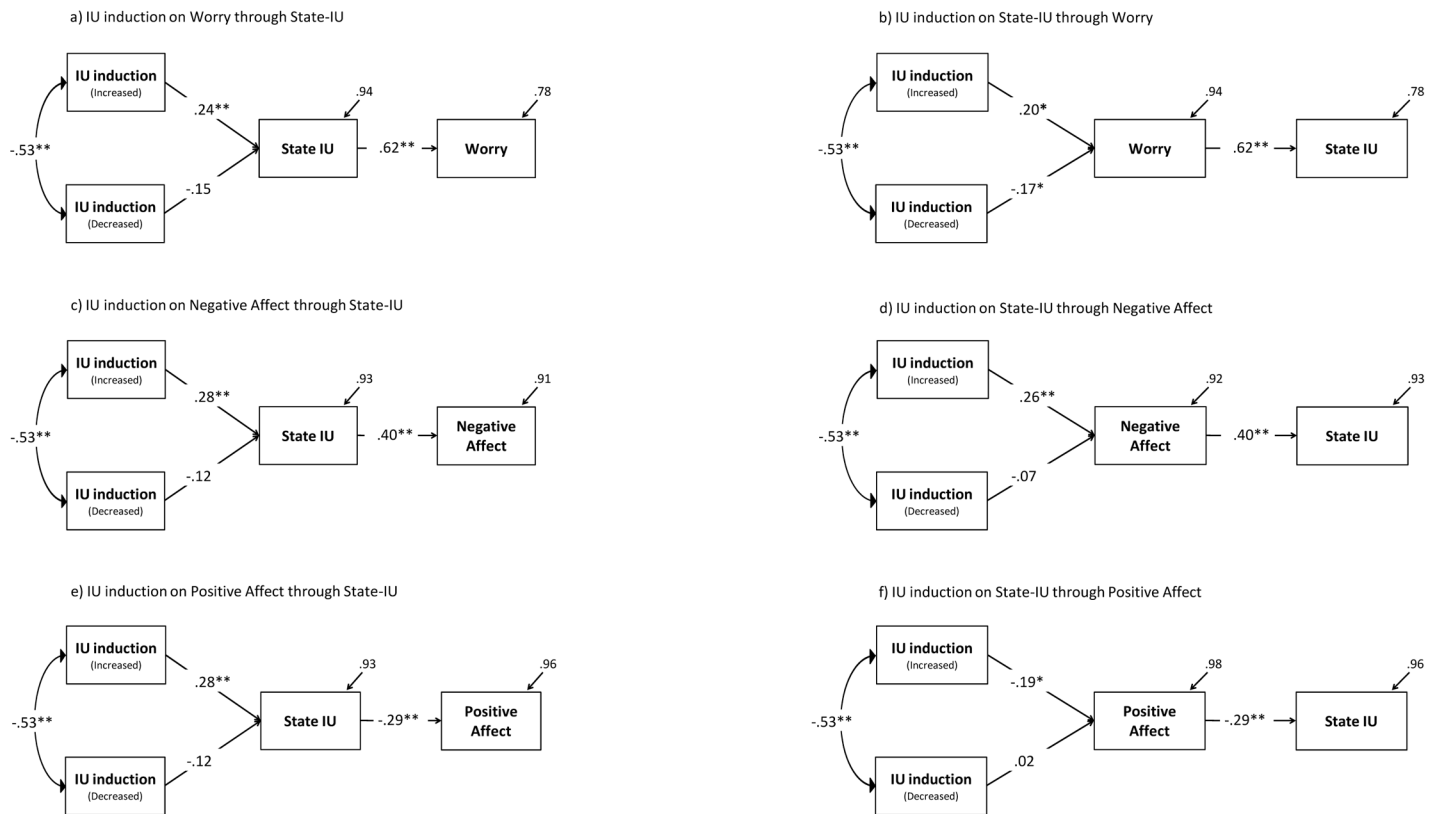 a) IU induction on Worry through State-IU
IU induction
(Increased)
.24**
.94
.78
-.53**
State IU
.62**
Worry
-.15
IU induction
(Decreased)
b) IU induction on State-IU through Worry
IU induction
(Increased)
.20*
.94
.78
-.53**
Worry
.62**
State IU
-.17*
IU induction
(Decreased)
c) IU induction on Negative Affect through State-IU
IU induction
(Increased)
.28**
.93
.91
-.53**
State IU
.40**
Negative
Affect
-.12
IU induction
(Decreased)
d) IU induction on State-IU through Negative Affect
IU induction
(Increased)
.26**
.92
.93
-.53**
Negative
Affect
.40**
State IU
-.07
IU induction
(Decreased)
e) IU induction on Positive Affect through State-IU
IU induction
(Increased)
.28**
.93
.96
-.53**
State IU
-.29**
Positive
Affect
-.12
IU induction
(Decreased)
f) IU induction on State-IU through Positive Affect
IU induction
(Increased)
-.19*
.98
.96
-.53**
Positive
Affect
-.29**
State IU
.02
IU induction
(Decreased)